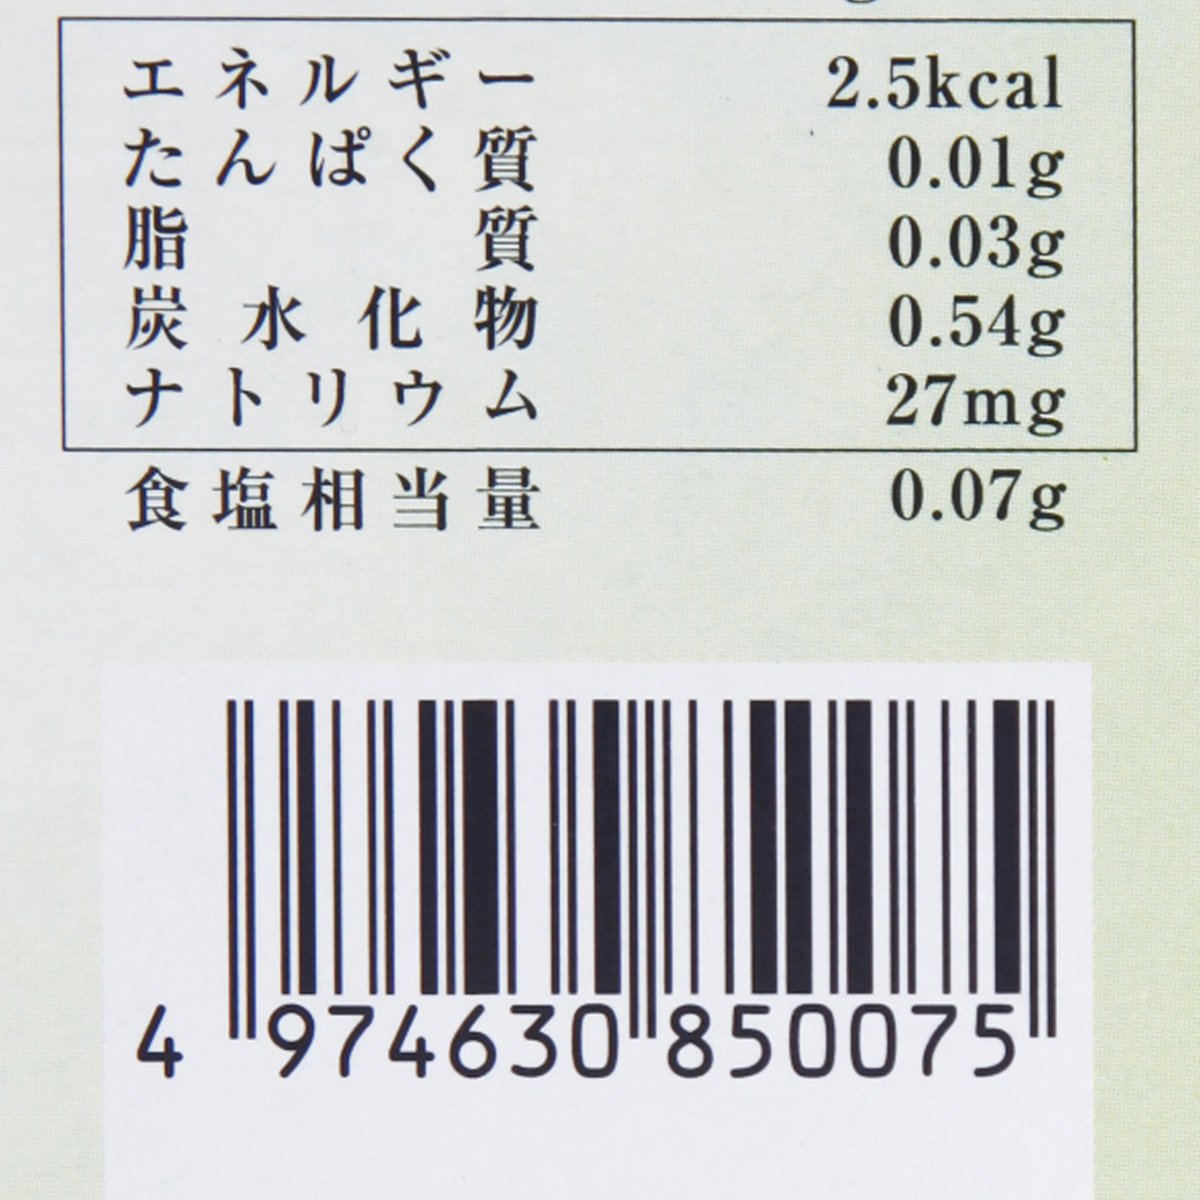 エネルギー 2.5kcal
たんぱく質 0.01g
脂質 0.03g
炭水化物 0.54g
ナトリウム 27mg
食塩相当量 0.07g
4 974630 850075